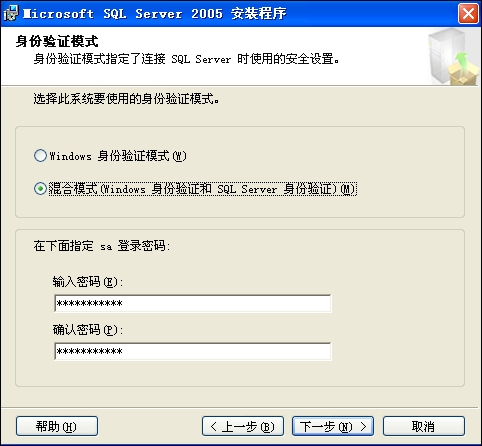 Microsoft SQL Server 2005 安装程序
身份验证模式
身份验证模式指定了连接 SQL Server 时使用的安全设置。
选择此系统要使用的身份验证模式。
Windows 身份验证模式(W)
混合模式(Windows 身份验证和 SQL Server 身份验证)(M)
在下面指定 sa 登录密码:
输入密码(E):
***********
确认密码(P):
***********
帮助(H)
< 上一步(B)
下一步(N) >
取消